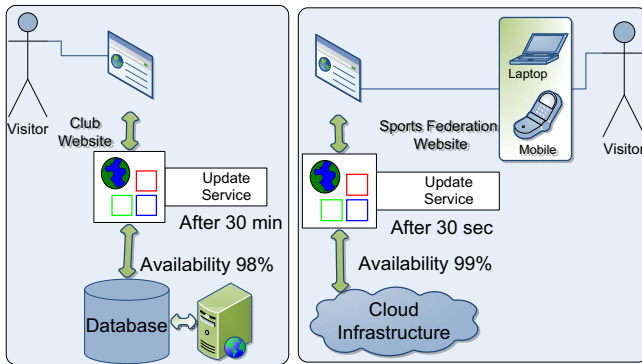 Visitor
Club
Website
Update
Service
After 30 min
Availability 98%
Database
Laptop
Mobile
Sports Federation
Website
Visitor
Update
Service
After 30 sec
Availability 99%
Cloud
Infrastructure